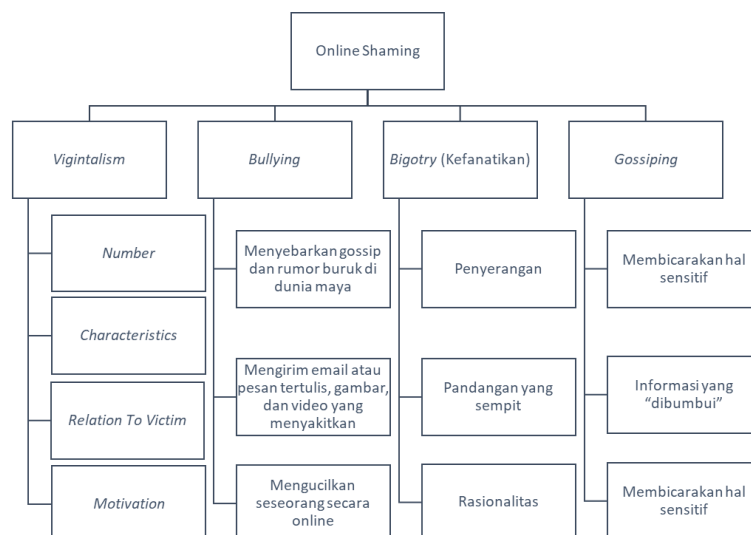 Online Shaming
Vigintalism
Bullying
Bigotry (Kefanatikan)
Gossiping
Number
Characteristics
Relation To Victim
Motivation
Menyebarkan gossip
dan rumor buruk di
dunia maya
Mengirim email atau
pesan tertulis, gambar,
dan video yang
menyakitkan
Mengucilkan
seseorang secara
online
Penyerangan
Pandangan yang
sempit
Rasionalitas
Membicarakan hal
sensitif
Informasi yang
“dibumbui”
Membicarakan hal
sensitif